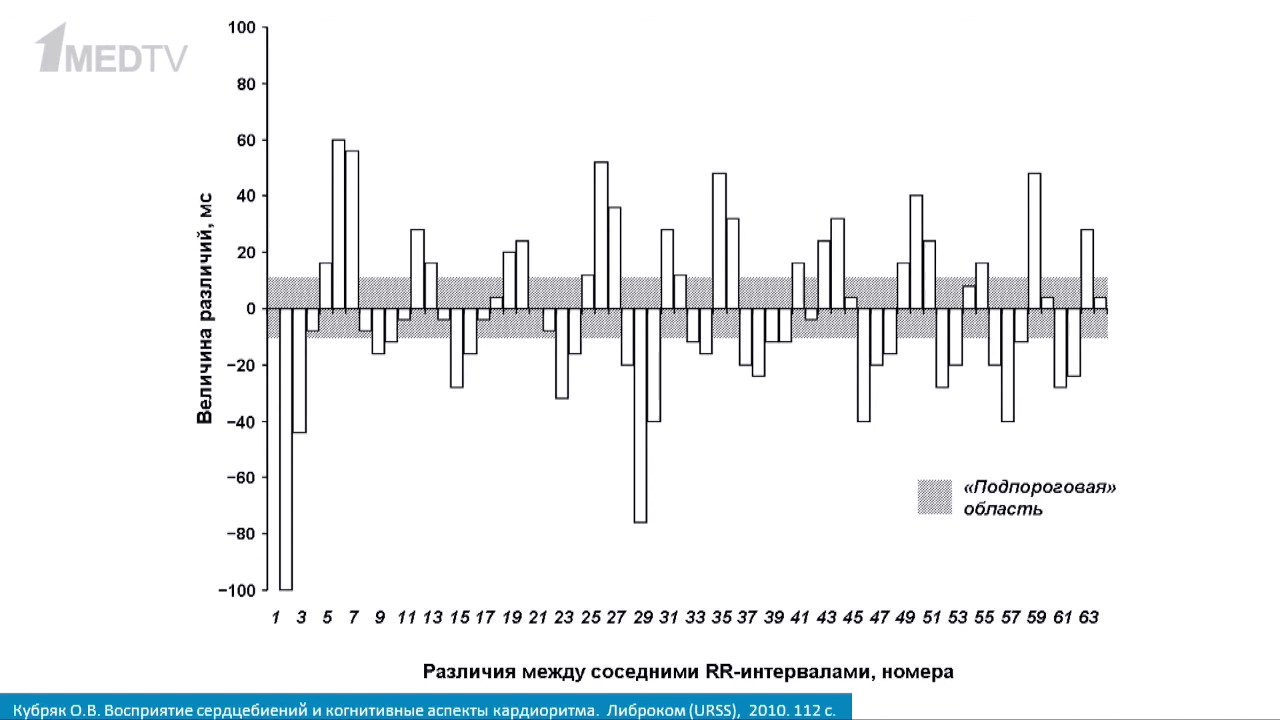 1MEDTV
100
80
60
40
20
0
−20
−40
−60
−80
−100
Величина различий, мс
«Подпороговая»
область
1 3 5 7 9 11 13 15 17 19 21 23 25 27 29 31 33 35 37 39 41 43 45 47 49 51 53 55 57 59 61 63
Различия между соседними RR-интервалами, номера
Кубряк О.В. Восприятие сердцебиений и когнитивные аспекты кардиоритма. Либроком (URSS), 2010. 112 с.